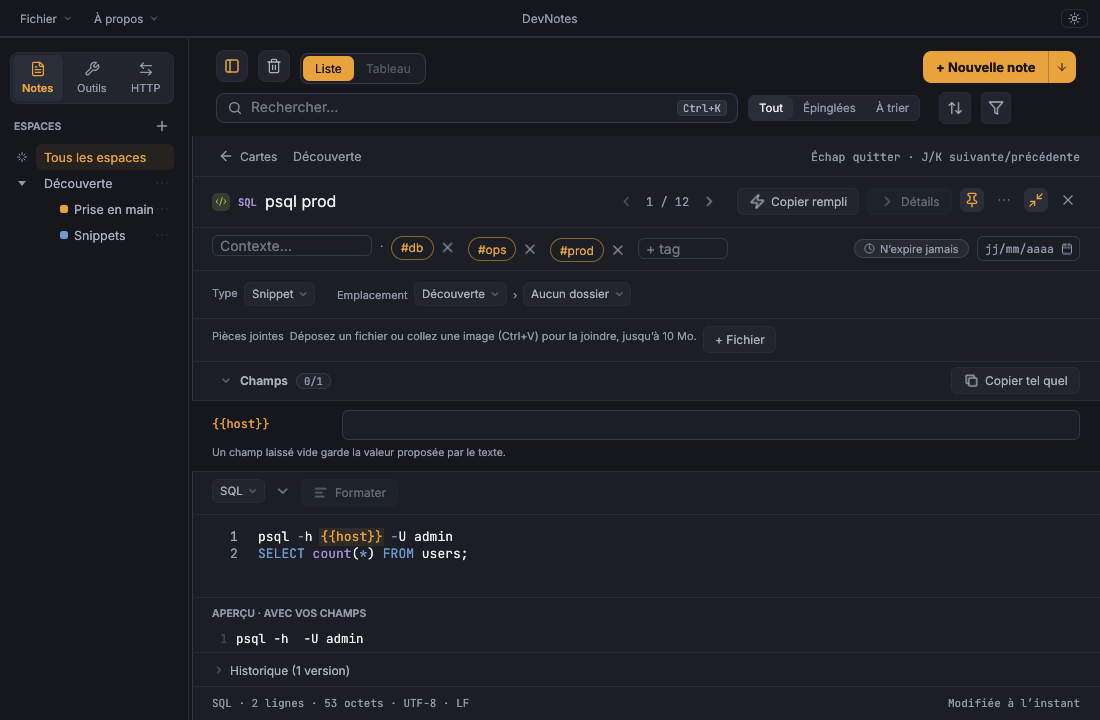 Fichier À propos DevNotes
Notes Outils HTTP
Liste Tableau + Nouvelle note
Rechercher... Ctrl+K Tout Épinglées À trier
ESPACES +
Tous les espaces
Découverte ...
Prise en main ...
Snippets ...
Cartes Découverte Échap quitter · J/K suivante/précédente
</> SQL psql prod 1 / 12 Copier rempli Détails ...
Contexte... · #db #ops #prod + tag N'expire jamais jj/mm/aaaa
Type Snippet Emplacement Découverte › Aucun dossier
Pièces jointes Déposez un fichier ou collez une image (Ctrl+V) pour la joindre, jusqu'à 10 Mo. + Fichier
Champs 0/1 Copier tel quel
{{host}}
Un champ laissé vide garde la valeur proposée par le texte.
SQL Formater
1 psql -h {{host}} -U admin
2 SELECT count(*) FROM users;
APERÇU · AVEC VOS CHAMPS
1 psql -h  -U admin
Historique (1 version)
SQL · 2 lignes · 53 octets · UTF-8 · LF Modifiée à l'instant